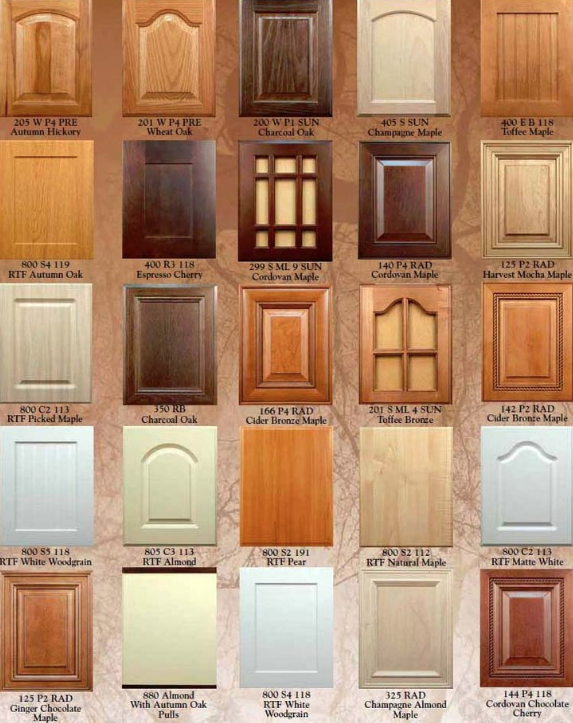 205 W P4 PRE
Autumn Hickory
201 W P4 PRE
Wheat Oak
200 W P1 SUN
Charcoal Oak
405 S SUN
Champagne Maple
400 E B 118
Toffee Maple
800 S4 119
RTF Autumn Oak
400 R3 118
Espresso Cherry
299 S ML 9 SUN
Cordovan Maple
140 P4 RAD
Cordovan Maple
125 P2 RAD
Harvest Mocha Maple
800 C2 113
RTF Picked Maple
350 RB
Charcoal Oak
166 P4 RAD
Cider Bronze Maple
201 S ML 4 SUN
Toffee Bronze
142 P2 RAD
Cider Bronze Maple
800 S5 118
RTF White Woodgrain
805 C3 113
RTF Almond
800 S2 191
RTF Pear
800 S2 112
RTF Natural Maple
800 C2 113
RTF Matte White
125 P2 RAD
Ginger Chocolate
Maple
880 Almond
With Autumn Oak
Pulls
800 S4 118
RTF White
Woodgrain
325 RAD
Champagne Almond
Maple
144 P4 118
Cordovan Chocolate
Cherry